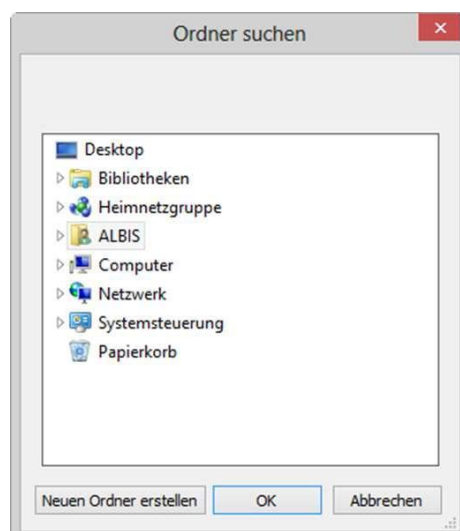 Ordner suchen
Desktop
Bibliotheken
Heimnetzgruppe
ALBIS
Computer
Netzwerk
Systemsteuerung
Papierkorb
Neuen Ordner erstellen OK Abbrechen